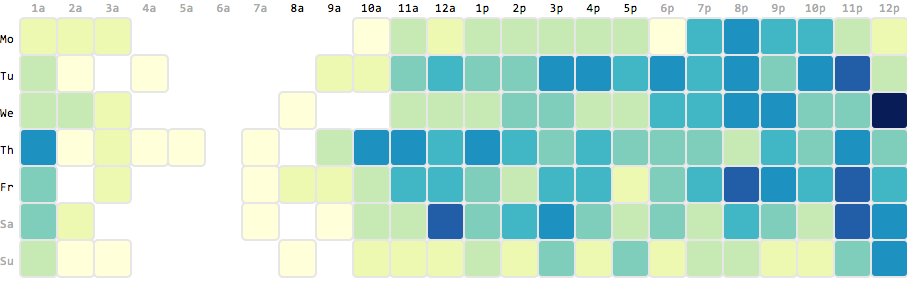 1a 2a 3a 4a 5a 6a 7a 8a 9a 10a 11a 12a 1p 2p 3p 4p 5p 6p 7p 8p 9p 10p 11p 12p
Mo
Tu
We
Th
Fr
Sa
Su